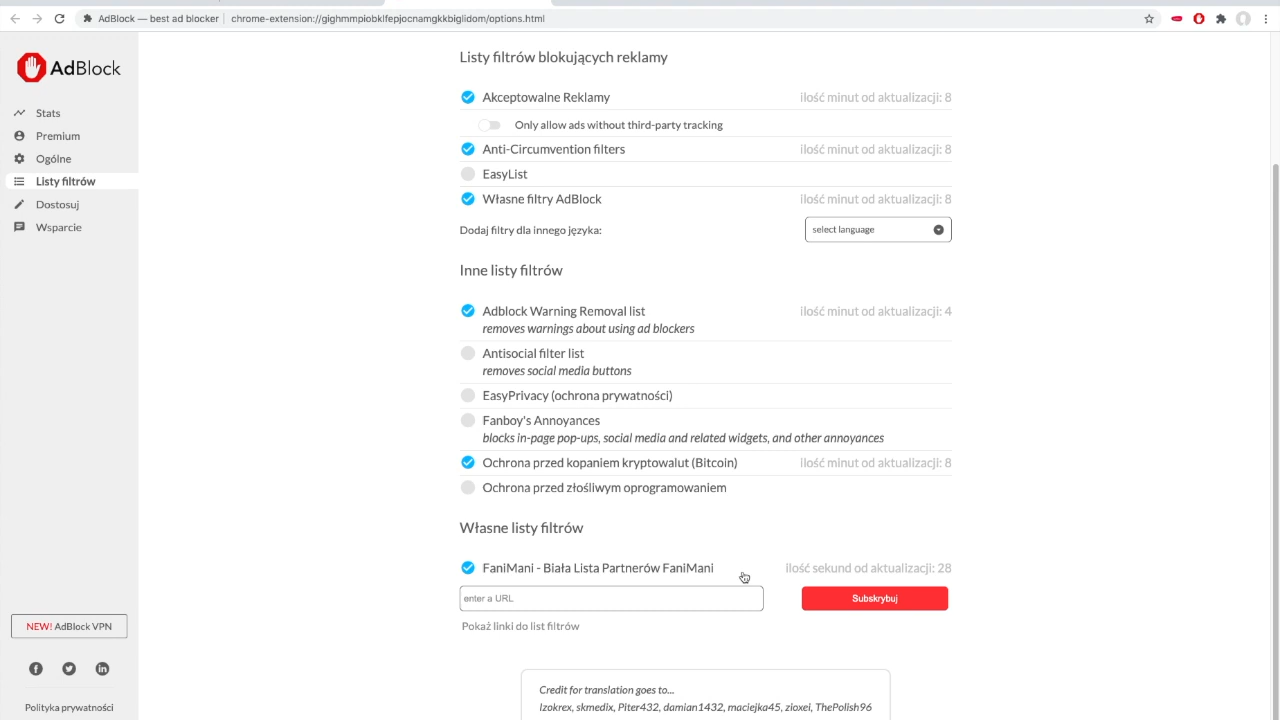 AdBlock — best ad blocker | chrome-extension://gighmmpiobklfepjocnamgkkbiglidom/options.html
AdBlock
Stats
Premium
Ogólne
Listy filtrów
Dostosuj
Wsparcie
NEW! AdBlock VPN
Polityka prywatności
Listy filtrów blokujących reklamy
Akceptowalne Reklamy ilość minut od aktualizacji: 8
Only allow ads without third-party tracking
Anti-Circumvention filters ilość minut od aktualizacji: 8
EasyList
Własne filtry AdBlock ilość minut od aktualizacji: 8
Dodaj filtry dla innego języka: select language
Inne listy filtrów
Adblock Warning Removal list ilość minut od aktualizacji: 4
removes warnings about using ad blockers
Antisocial filter list
removes social media buttons
EasyPrivacy (ochrona prywatności)
Fanboy's Annoyances
blocks in-page pop-ups, social media and related widgets, and other annoyances
Ochrona przed kopaniem kryptowalut (Bitcoin) ilość minut od aktualizacji: 8
Ochrona przed złośliwym oprogramowaniem
Własne listy filtrów
FaniMani - Biała Lista Partnerów FaniMani ilość sekund od aktualizacji: 28
enter a URL Subskrybuj
Pokaż linki do list filtrów
Credit for translation goes to...
Izokrex, skmedix, Piter432, damian1432, maciejka45, zioxei, ThePolish96